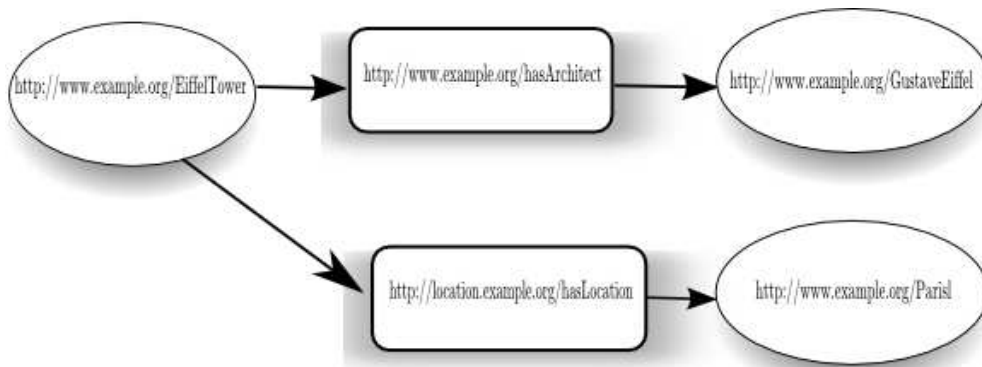 http://www.example.org/EiffelTower
http://www.example.org/hasArchitect
http://www.example.org/GustaveEiffel
http://location.example.org/hasLocation
http://www.example.org/Parisl